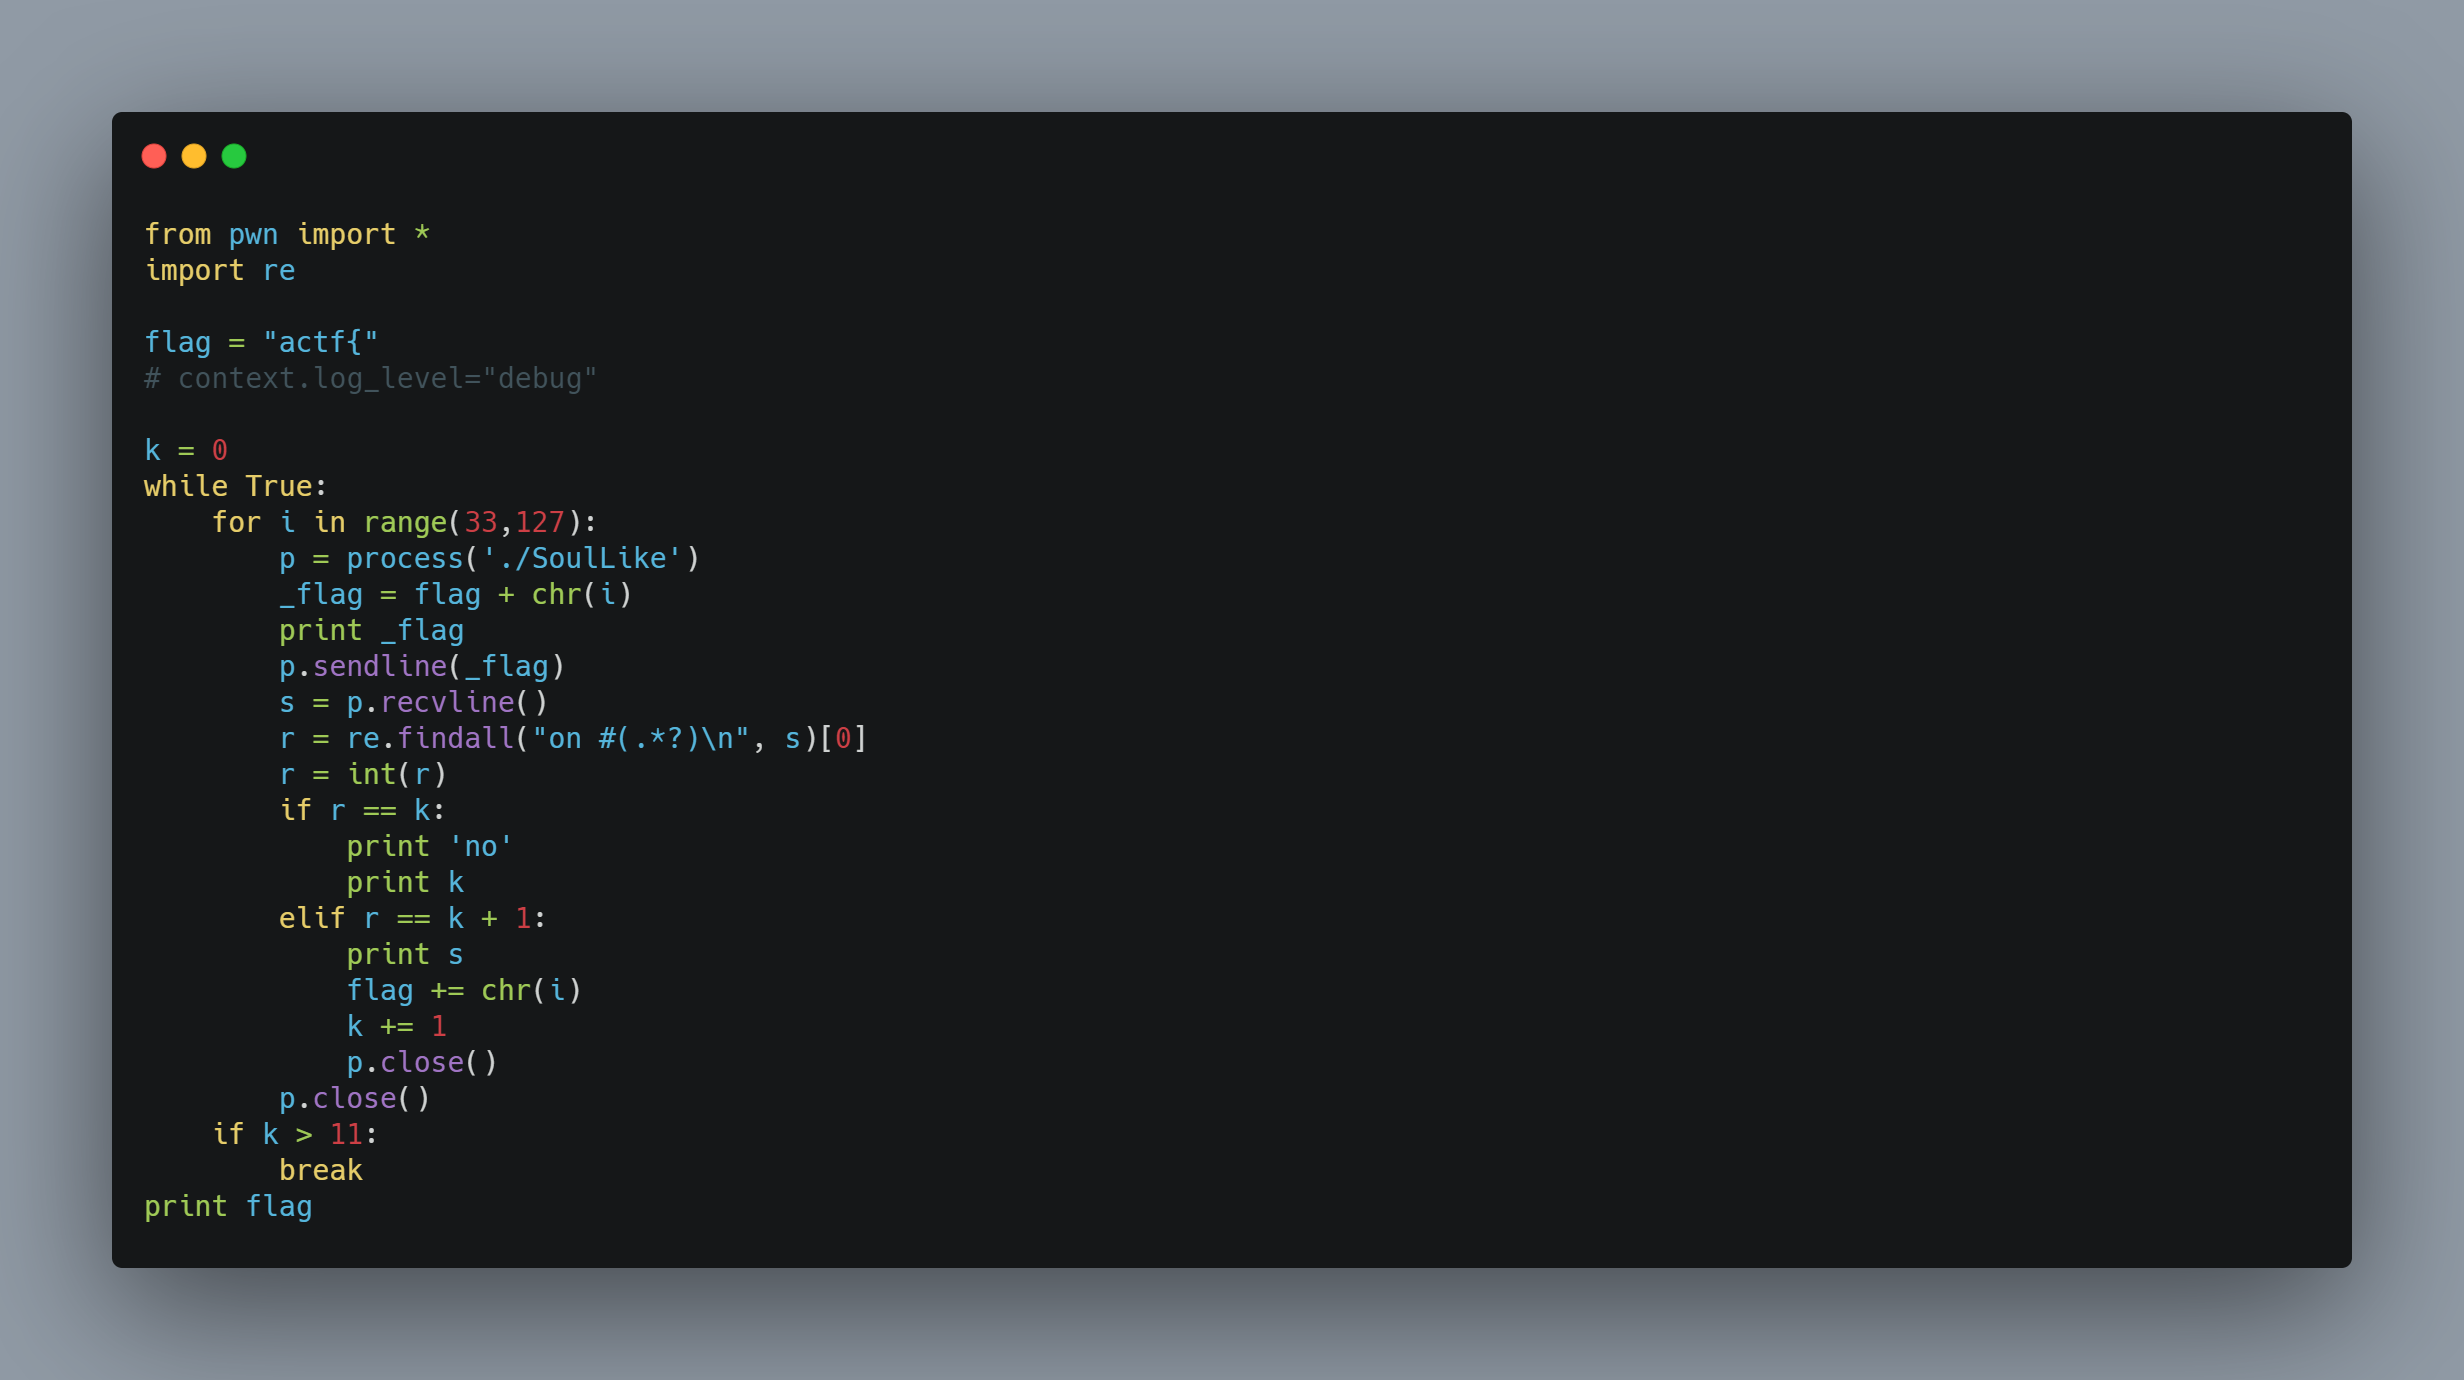 from pwn import *
import re

flag = "actf{"
# context.log_level="debug"

k = 0
while True:
    for i in range(33,127):
        p = process('./SoulLike')
        _flag = flag + chr(i)
        print _flag
        p.sendline(_flag)
        s = p.recvline()
        r = re.findall("on #(.*?)\n", s)[0]
        r = int(r)
        if r == k:
            print 'no'
            print k
        elif r == k + 1:
            print s
            flag += chr(i)
            k += 1
            p.close()
        p.close()
    if k > 11:
        break
print flag